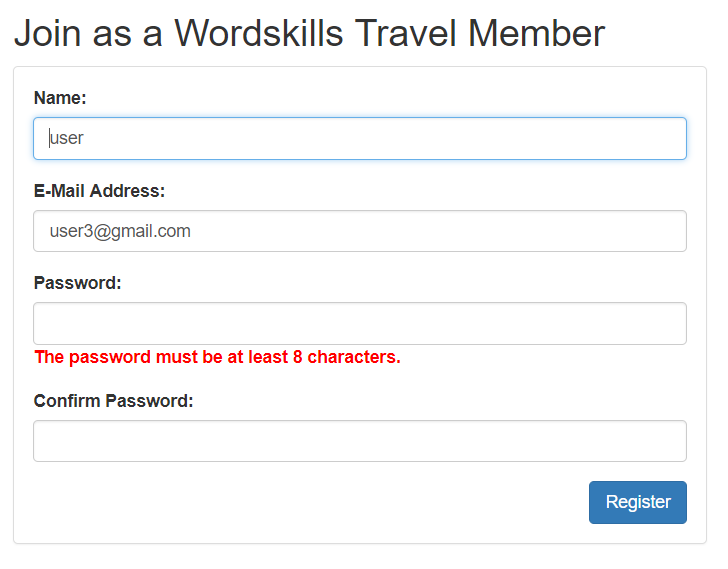 Join as a Wordskills Travel Member
Name:
user
E-Mail Address:
user3@gmail.com
Password:
The password must be at least 8 characters.
Confirm Password:
Register